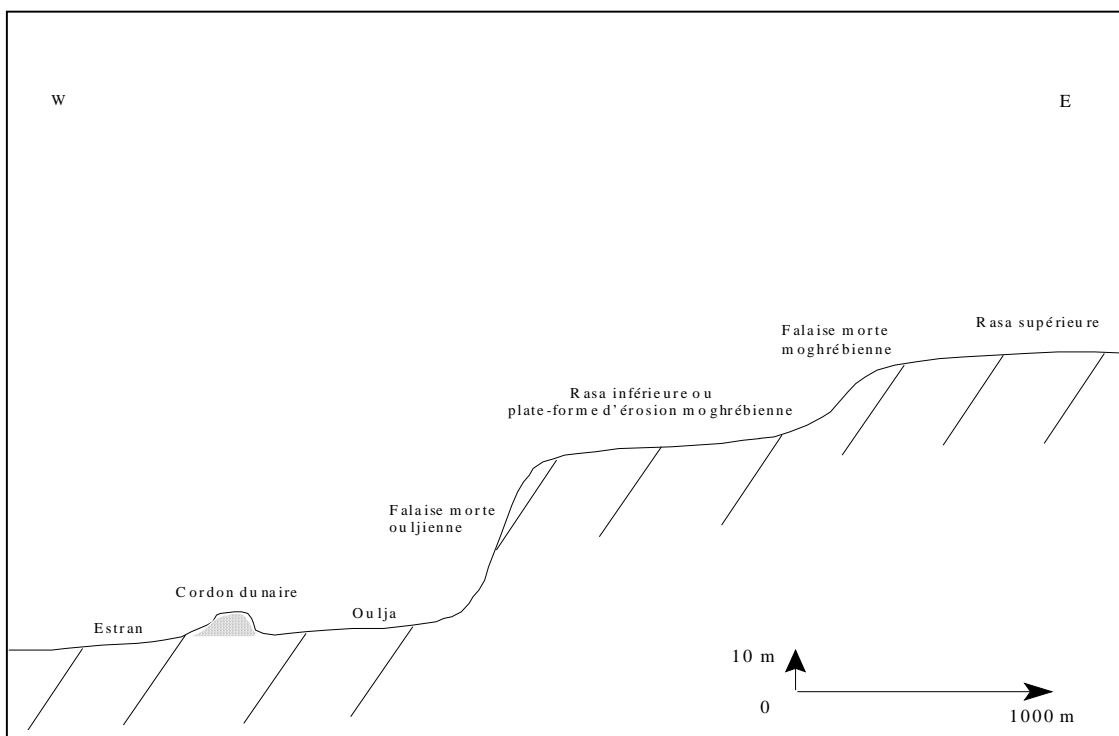 W
E
Rasa supérieure
Falaise morte
moghrébienne
Rasa inférieure ou
plate-forme d'érosion moghrébienne
Falaise morte
ouljienne
Cordon dunaire
Oulja
Estran
10 m
0
1000 m